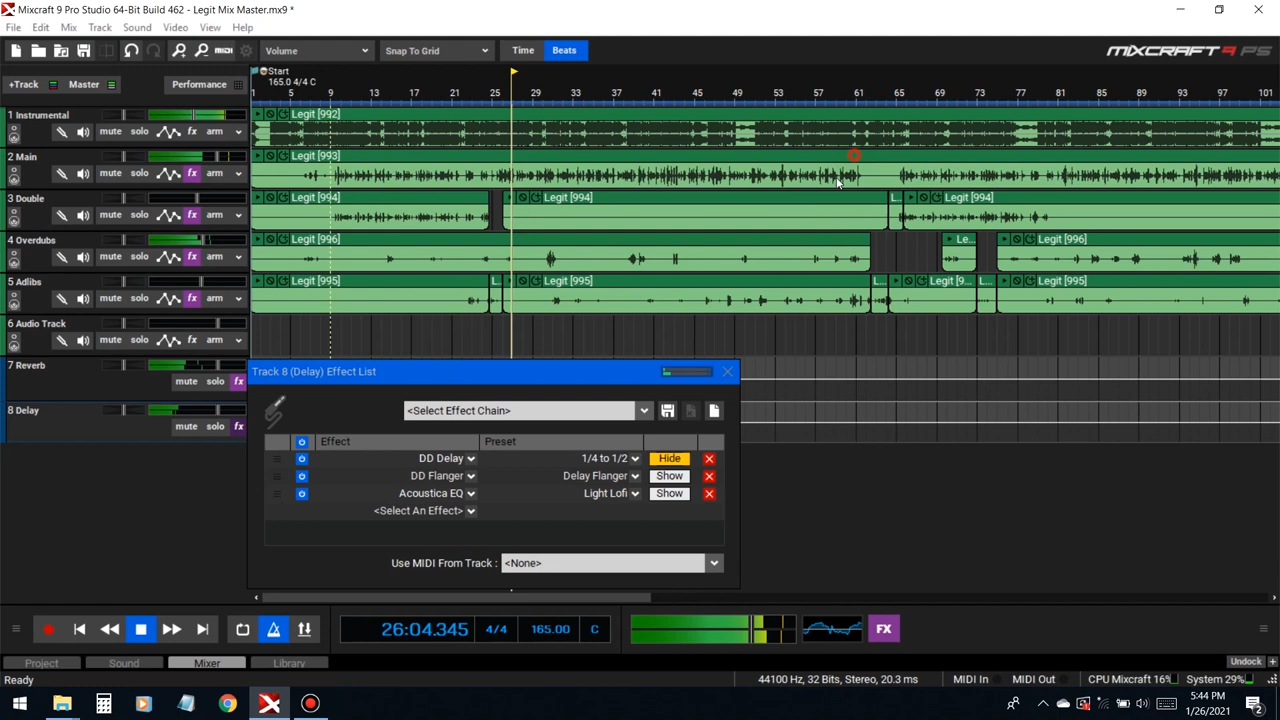 Mixcraft 9 Pro Studio 64-Bit Build 462 - Legit Mix Master.mx9 *
File Edit Mix Track Sound Video View Help
MIDI Volume Snap To Grid Time Beats MIXCRAFT 9 PS
+Track Master Performance
Start
165.0 4/4 C
1 5 9 13 17 21 25 29 33 37 41 45 49 53 57 61 65 69 73 77 81 85 89 93 97 101
1 Instrumental Legit [992]
mute solo fx arm
2 Main Legit [993]
mute solo fx arm
3 Double Legit [994] Legit [994] L... Legit [994]
mute solo fx arm
4 Overdubs Legit [996] Le... Legit [996]
mute solo fx arm
5 Adlibs Legit [995] L... Legit [995] L... Legit [9... L... Legit [995]
mute solo fx arm
6 Audio Track
mute solo fx arm
7 Reverb
mute solo fx
8 Delay
mute solo fx
Track 8 (Delay) Effect List
<Select Effect Chain>
Effect Preset
DD Delay 1/4 to 1/2 Hide
DD Flanger Delay Flanger Show
Acoustica EQ Light Lofi Show
<Select An Effect>
Use MIDI From Track : <None>
26:04.345 4/4 165.00 C FX
Project Sound Mixer Library Undock
Ready 44100 Hz, 32 Bits, Stereo, 20.3 ms MIDI In MIDI Out CPU Mixcraft 16% System 29%
5:44 PM
1/26/2021
2